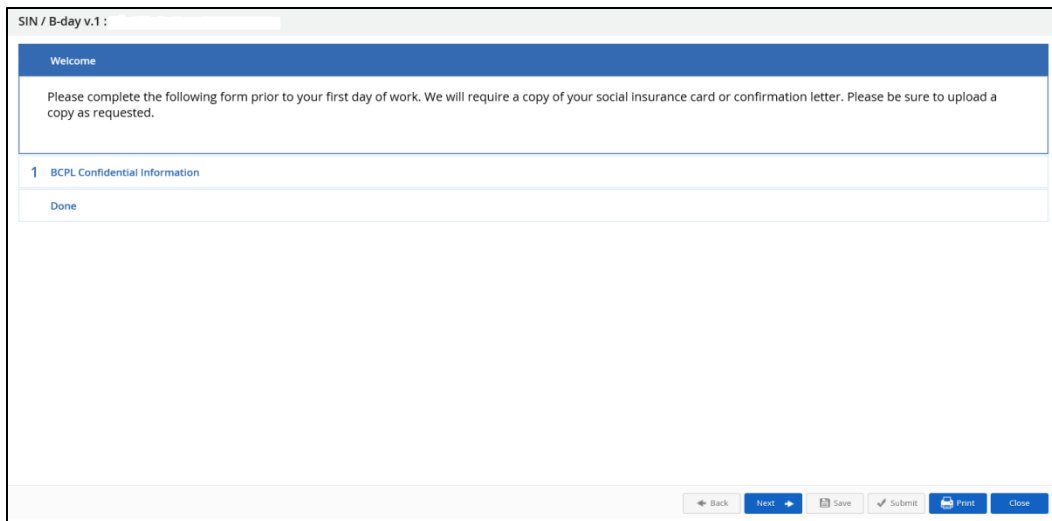 SIN / B-day v.1 :
Welcome
Please complete the following form prior to your first day of work. We will require a copy of your social insurance card or confirmation letter. Please be sure to upload a
copy as requested.
1 BCPL Confidential Information
Done
Back Next Save Submit Print Close